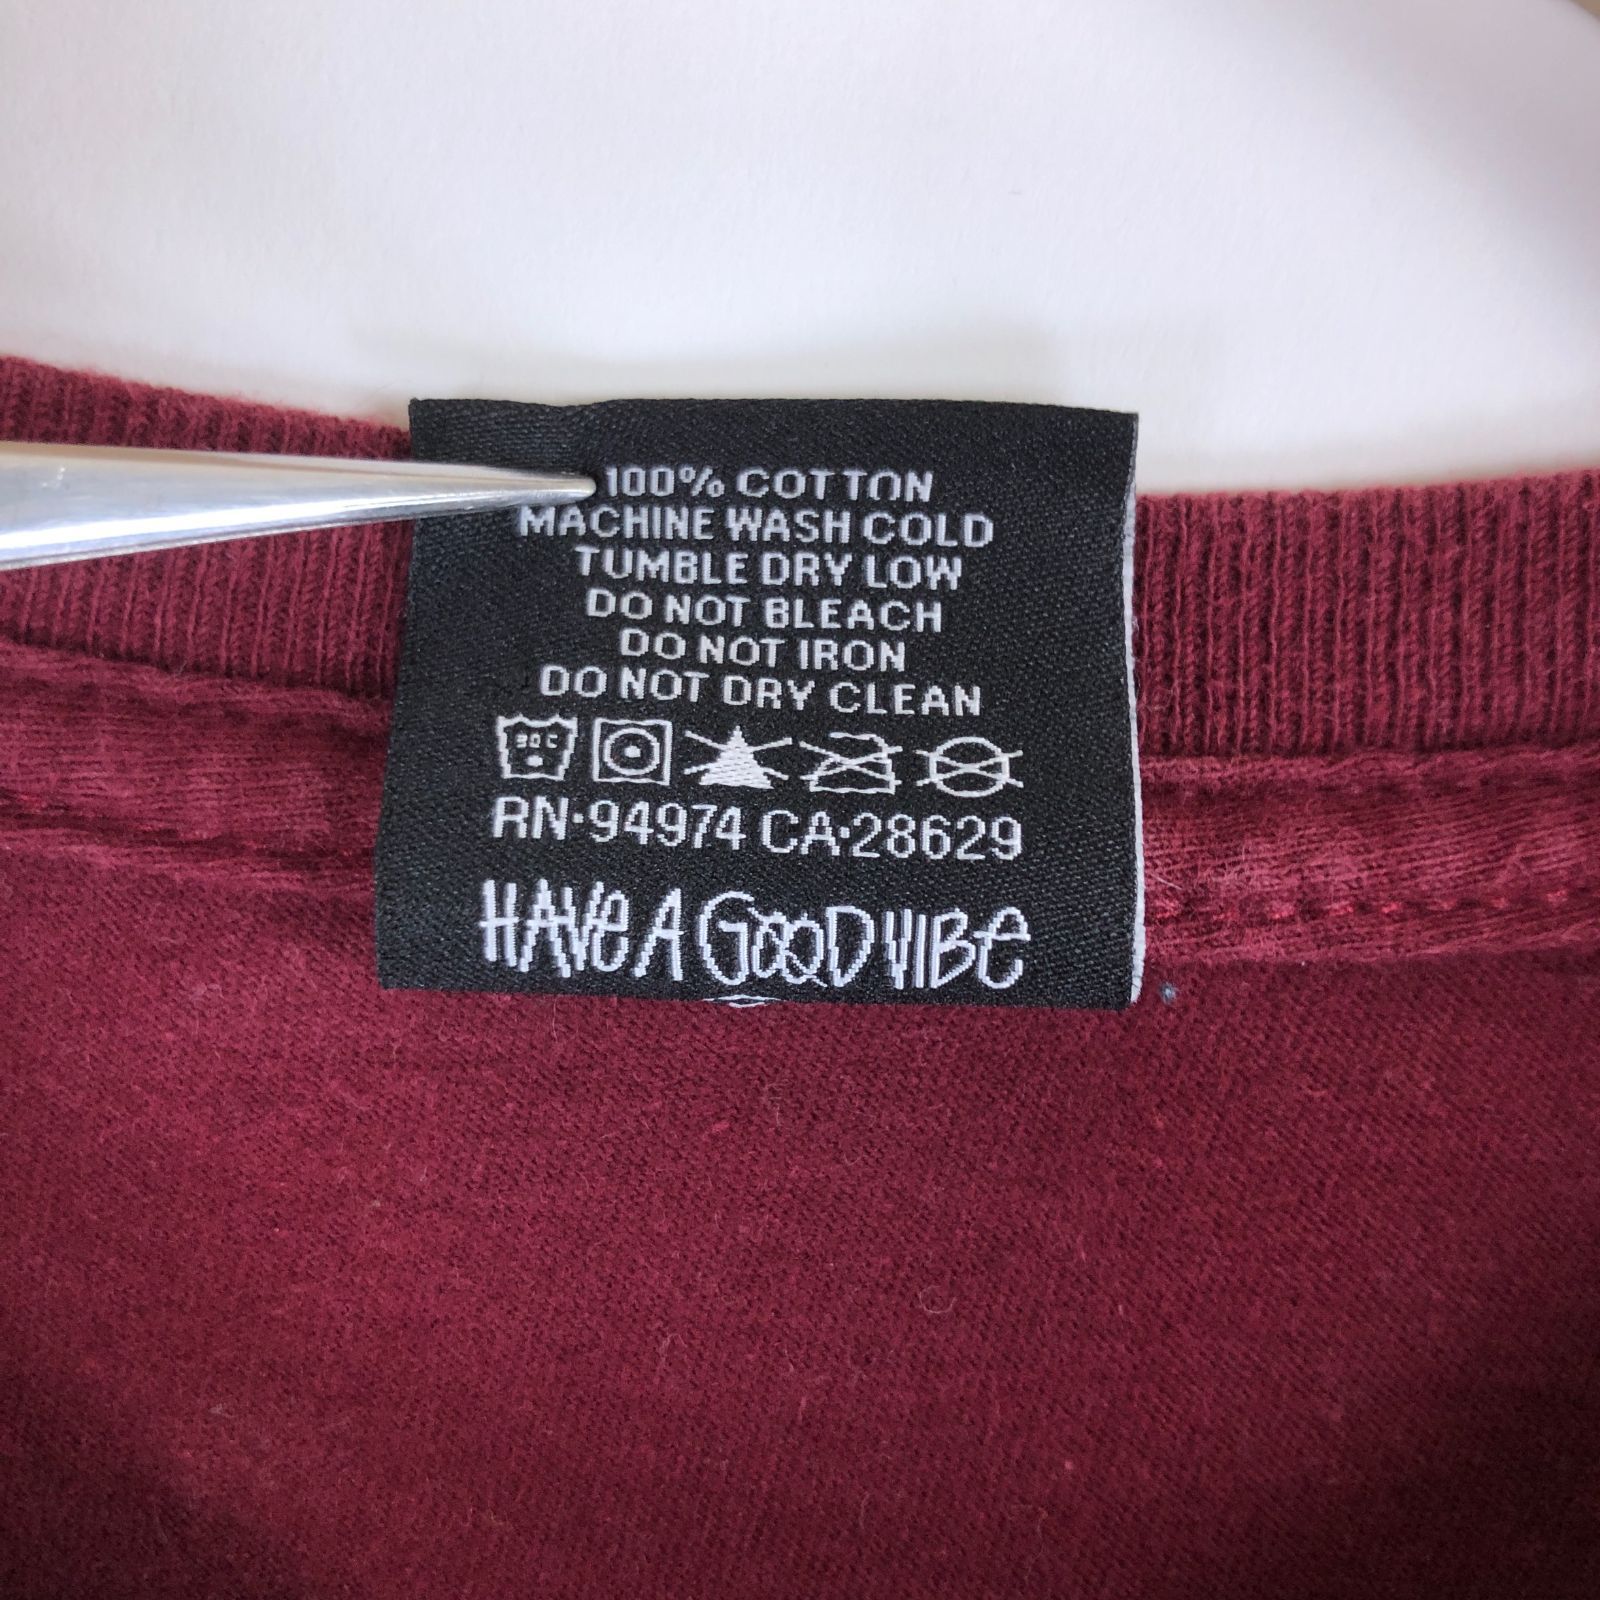 100% COTTON
MACHINE WASH COLD
TUMBLE DRY LOW
DO NOT BLEACH
DO NOT IRON
DO NOT DRY CLEAN
30 C
RN·94974 CA·28629
HAVE A GOOD VIBE